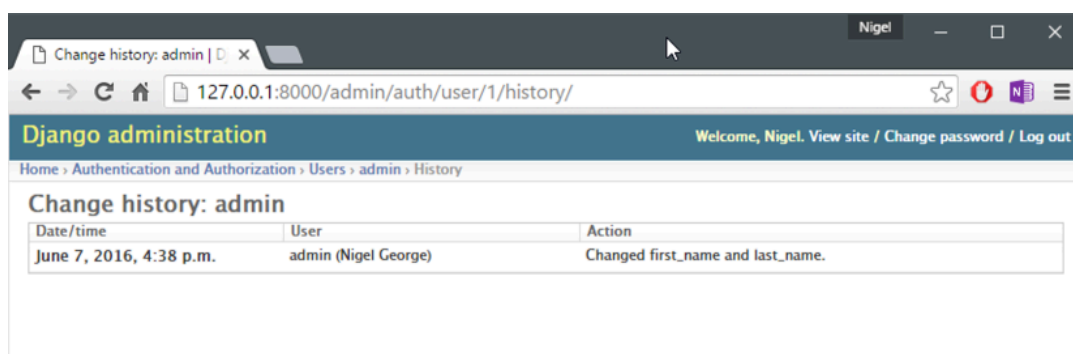 Nigel
Change history: admin | D
127.0.0.1:8000/admin/auth/user/1/history/
Django administration
Welcome, Nigel. View site / Change password / Log out
Home › Authentication and Authorization › Users › admin › History
Change history: admin
Date/time User Action
June 7, 2016, 4:38 p.m. admin (Nigel George) Changed first_name and last_name.